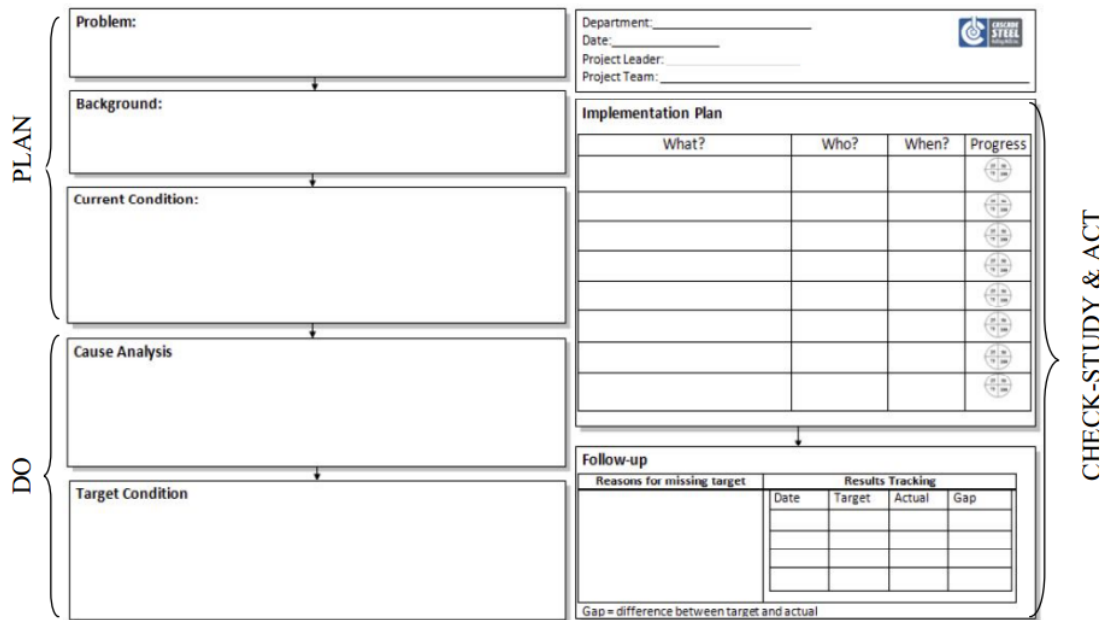 PLAN
Problem:
Background:
Current Condition:
DO
Cause Analysis
Target Condition
Department:
Date:
Project Leader:
Project Team:
CASCADE
STEEL
Implementation Plan
What? Who? When? Progress
Follow-up
Reasons for missing target Results Tracking
Date Target Actual Gap
Gap = difference between target and actual
CHECK-STUDY & ACT